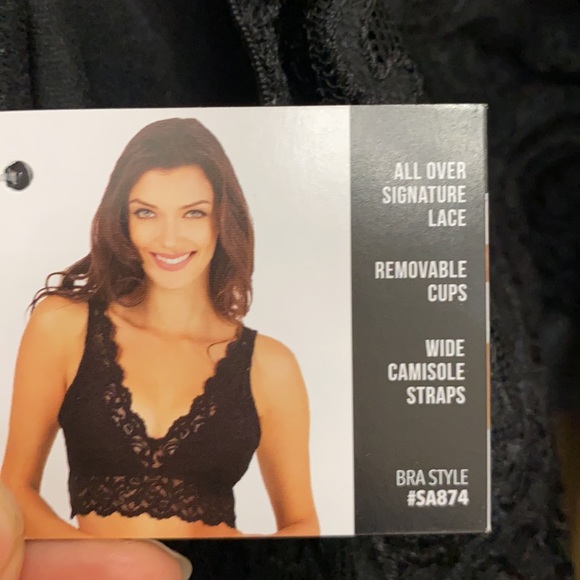 ALL OVER
SIGNATURE
LACE
REMOVABLE
CUPS
WIDE
CAMISOLE
STRAPS
BRA STYLE
#SA874